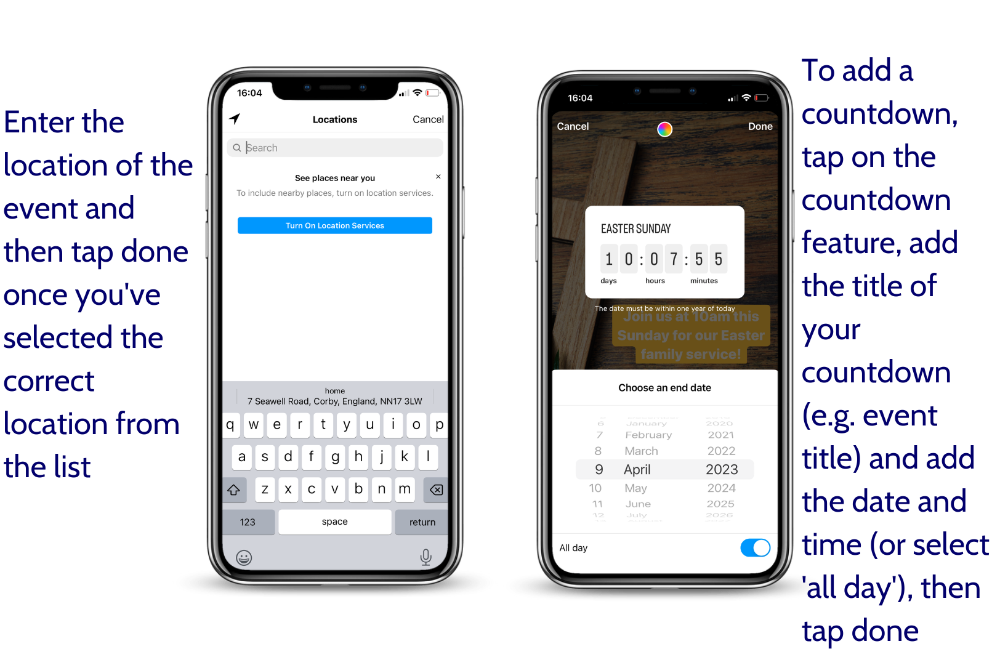 Enter the
location of the
event and
then tap done
once you've
selected the
correct
location from
the list
16:04
Locations
Cancel
Search
See places near you
To include nearby places, turn on location services.
Turn On Location Services
home
7 Seawell Road, Corby, England, NN17 3LW
q w e r t y u i o p
a s d f g h j k l
z x c v b n m
123 space return
16:04
Cancel
Done
EASTER SUNDAY
10:07:55
days hours minutes
The date must be within one year of today
Join us at 10am this
Sunday for our Easter
family service!
Choose an end date
6 January 2020
7 February 2021
8 March 2022
9 April 2023
10 May 2024
11 June 2025
12 July 2026
All day
To add a
countdown,
tap on the
countdown
feature, add
the title of
your
countdown
(e.g. event
title) and add
the date and
time (or select
'all day'), then
tap done